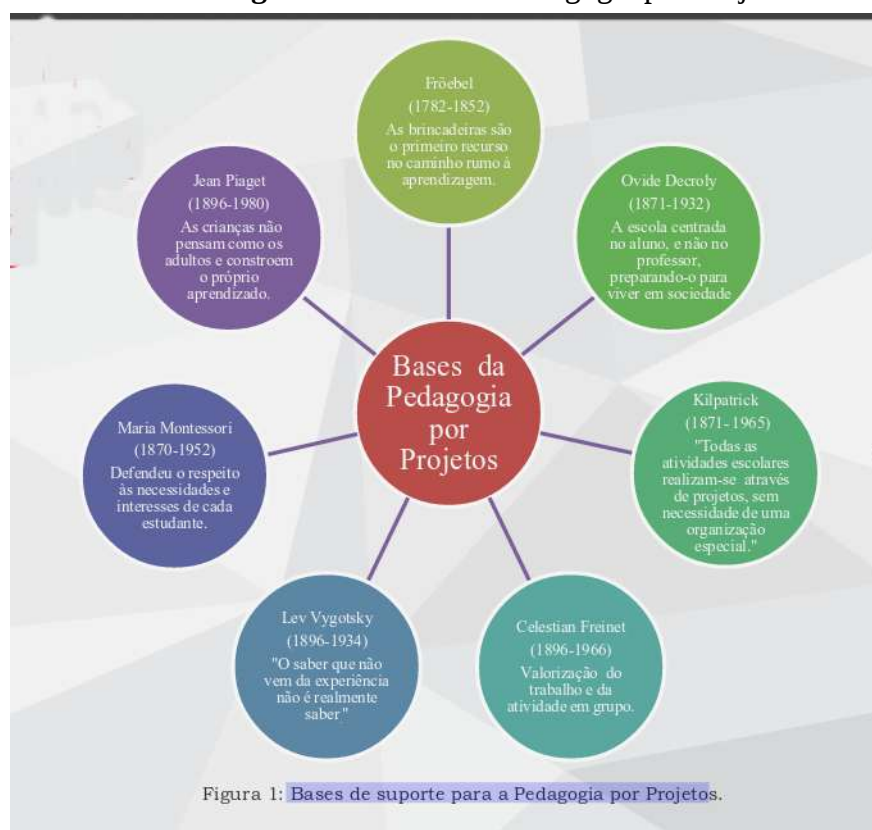 Fröebel
(1782-1852)
As brincadeiras são
o primeiro recurso
no caminho rumo à
aprendizagem.
Ovide Decroly
(1871-1932)
A escola centrada
no aluno, e não no
professor,
preparando-o para
viver em sociedade
Kilpatrick
(1871-1965)
"Todas as
atividades escolares
realizam-se através
de projetos, sem
necessidade de uma
organização
especial."
Celestian Freinet
(1896-1966)
Valorização do
trabalho e da
atividade em grupo.
Lev Vygotsky
(1896-1934)
"O saber que não
vem da experiência
não é realmente
saber"
Maria Montessori
(1870-1952)
Defendeu o respeito
às necessidades e
interesses de cada
estudante.
Jean Piaget
(1896-1980)
As crianças não
pensam como os
adultos e constroem
o próprio
aprendizado.
Bases da
Pedagogia
por
Projetos
Figura 1: Bases de suporte para a Pedagogia por Projetos.